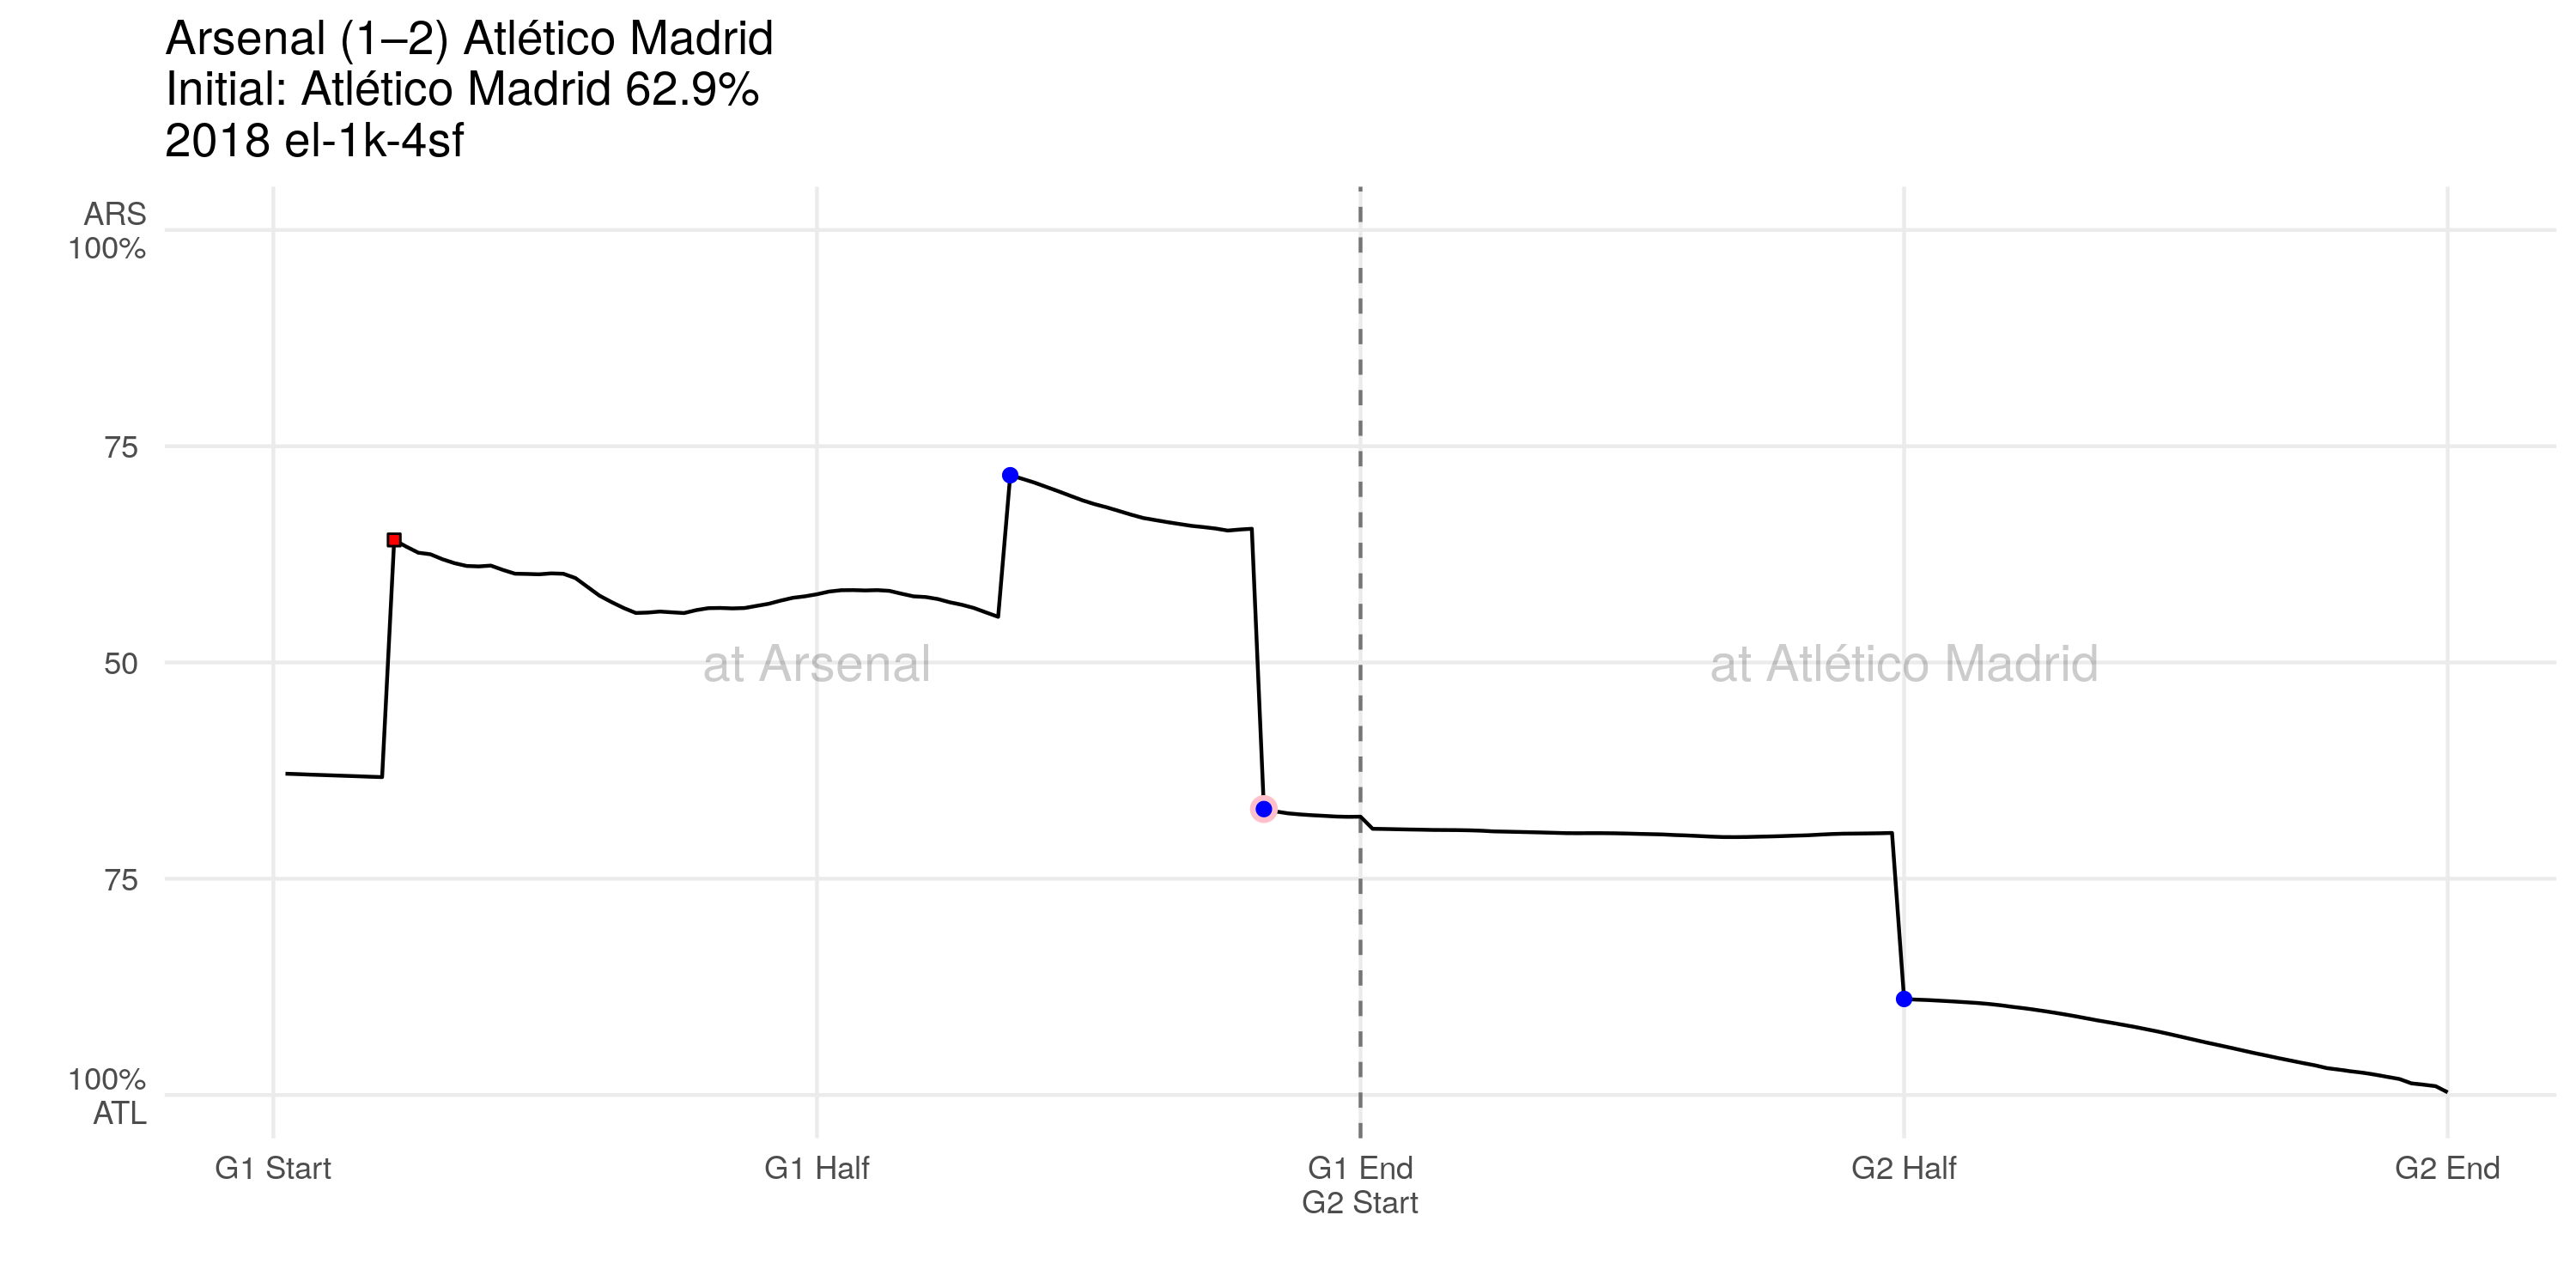 Arsenal (1–2) Atlético Madrid
Initial: Atlético Madrid 62.9%
2018 el-1k-4sf
ARS
100%
75
50
75
100%
ATL
at Arsenal
at Atlético Madrid
G1 Start
G1 Half
G1 End
G2 Start
G2 Half
G2 End